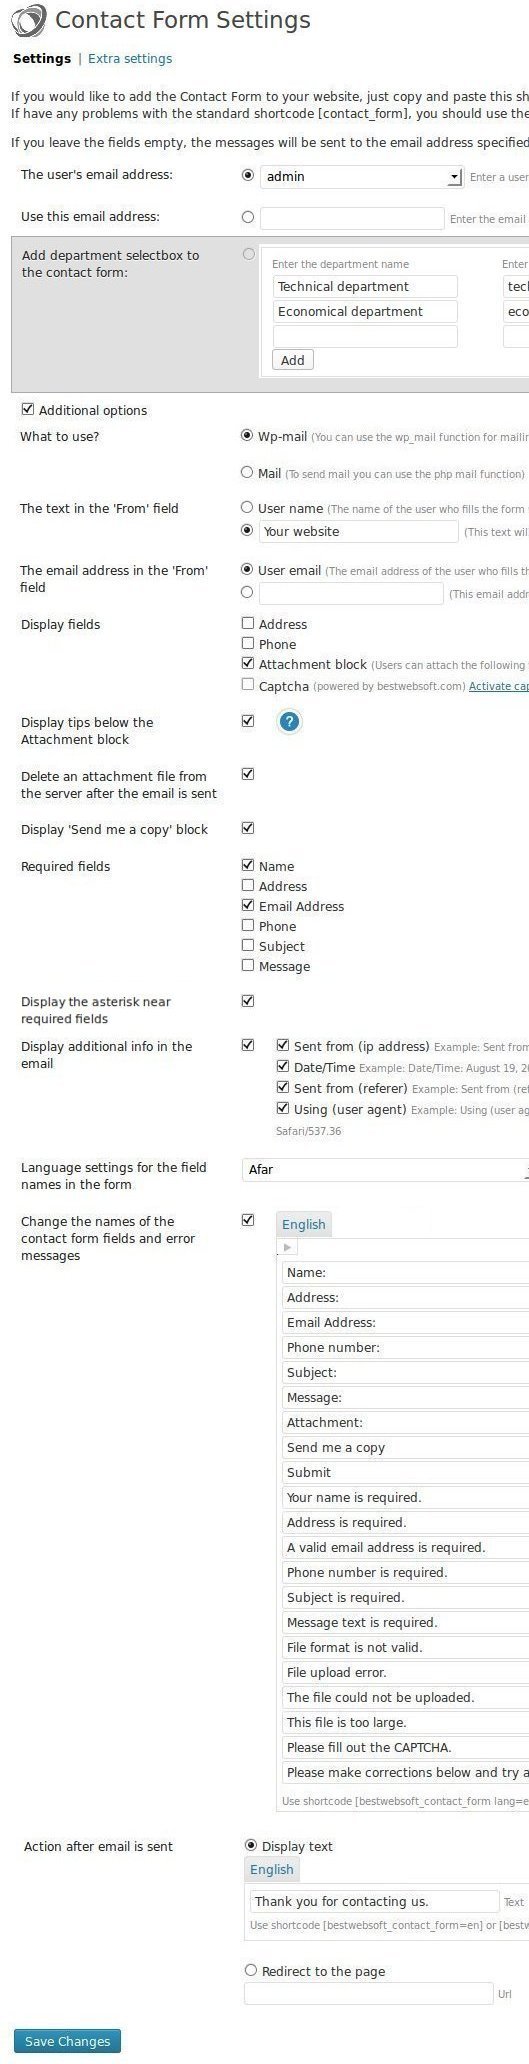 Contact Form Settings
Settings | Extra settings
If you would like to add the Contact Form to your website, just copy and paste this sh
If have any problems with the standard shortcode [contact_form], you should use the
If you leave the fields empty, the messages will be sent to the email address specified
The user's email address: admin Enter a user
Use this email address: Enter the email
Add department selectbox to
the contact form:
Enter the department name Enter
Technical department tech
Economical department eco
Add
Additional options
What to use? Wp-mail (You can use the wp_mail function for mailin
Mail (To send mail you can use the php mail function)
The text in the 'From' field User name (The name of the user who fills the form
Your website (This text wil
The email address in the 'From'
field
User email (The email address of the user who fills th
(This email addr
Display fields Address
Phone
Attachment block (Users can attach the following
Captcha (powered by bestwebsoft.com) Activate cap
Display tips below the
Attachment block
?
Delete an attachment file from
the server after the email is sent
Display 'Send me a copy' block
Required fields Name
Address
Email Address
Phone
Subject
Message
Display the asterisk near
required fields
Display additional info in the
email
Sent from (ip address) Example: Sent from
Date/Time Example: Date/Time: August 19, 2
Sent from (referer) Example: Sent from (ref
Using (user agent) Example: Using (user ag
Safari/537.36
Language settings for the field
names in the form
Afar
Change the names of the
contact form fields and error
messages
English
Name:
Address:
Email Address:
Phone number:
Subject:
Message:
Attachment:
Send me a copy
Submit
Your name is required.
Address is required.
A valid email address is required.
Phone number is required.
Subject is required.
Message text is required.
File format is not valid.
File upload error.
The file could not be uploaded.
This file is too large.
Please fill out the CAPTCHA.
Please make corrections below and try a
Use shortcode [bestwebsoft_contact_form lang=e
Action after email is sent Display text
English
Thank you for contacting us. Text
Use shortcode [bestwebsoft_contact_form=en] or [bestw
Redirect to the page
Url
Save Changes